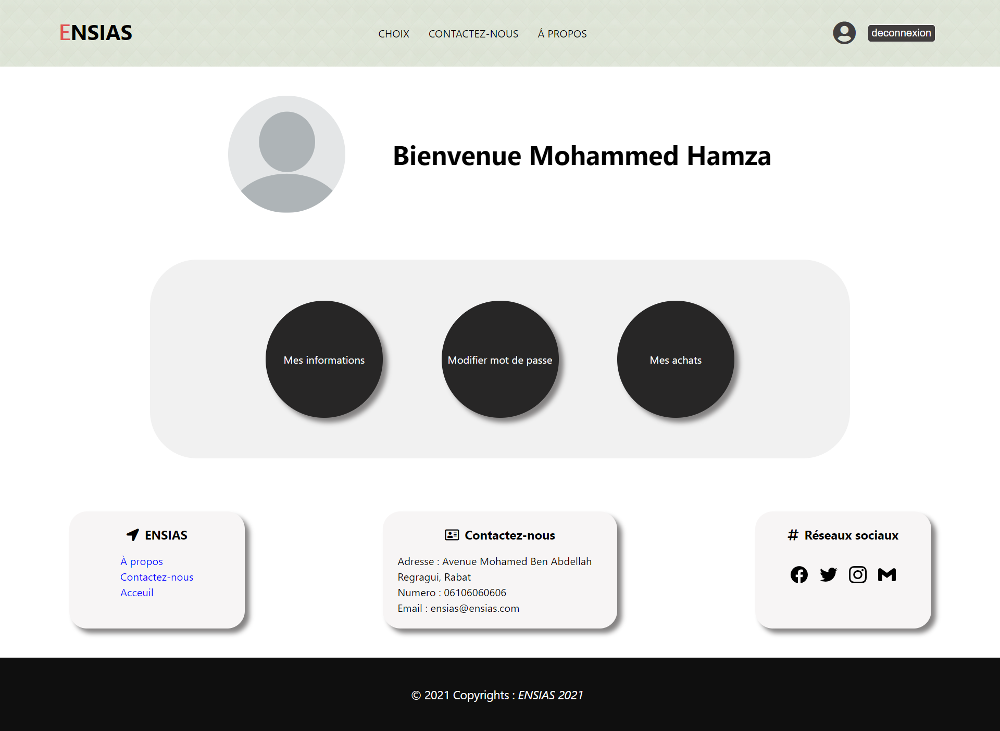 ENSIAS
CHOIX CONTACTEZ-NOUS Á PROPOS
deconnexion
Bienvenue Mohammed Hamza
Mes informations
Modifier mot de passe
Mes achats
ENSIAS
À propos
Contactez-nous
Acceuil
Contactez-nous
Adresse : Avenue Mohamed Ben Abdellah
Regragui, Rabat
Numero : 06106060606
Email : ensias@ensias.com
# Réseaux sociaux
© 2021 Copyrights : ENSIAS 2021